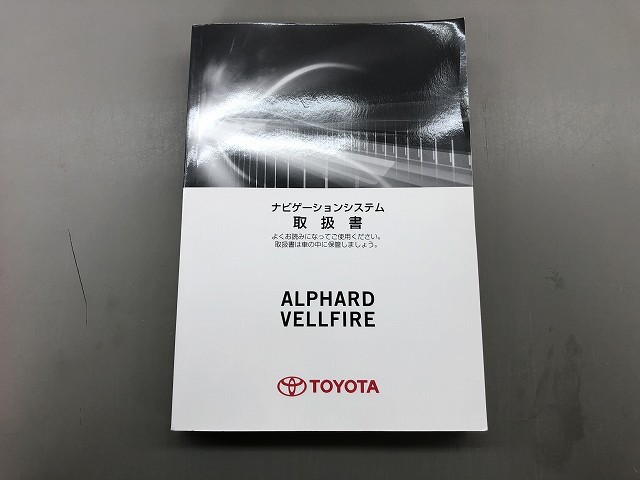 ナビゲーションシステム
取扱書
よくお読みになってご使用ください。
取扱書は車の中に保管しましょう。
ALPHARD
VELLFIRE
TOYOTA